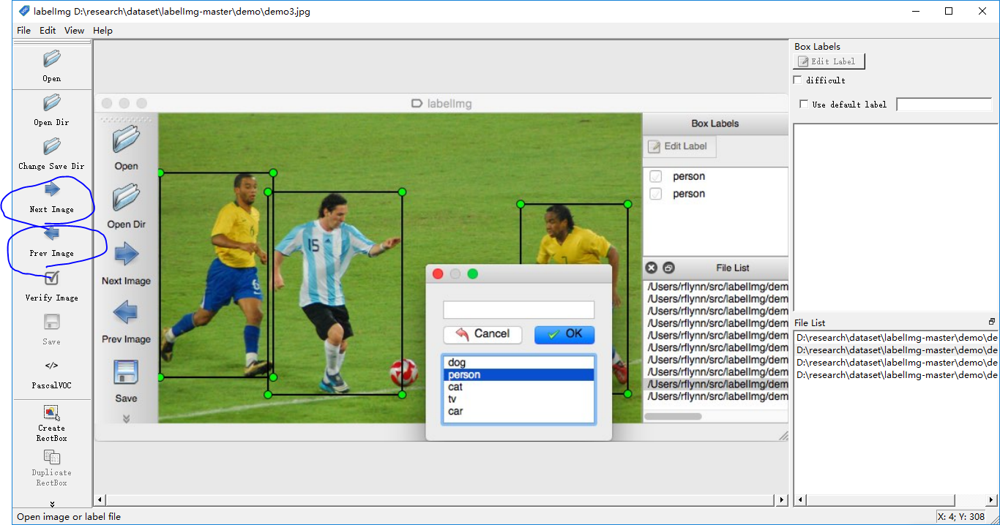 labelImg D:\research\dataset\labelImg-master\demo\demo3.jpg
File Edit View Help
Open
Open Dir
Change Save Dir
Next Image
Prev Image
Verify Image
Save
</>
PascalVOC
Create
RectBox
Duplicate
RectBox
labelImg
Open
Open Dir
Next Image
Prev Image
Save
6
6
15
7
Cancel
OK
dog
person
cat
tv
car
Box Labels
Edit Label
person
person
File List
/Users/rflynn/src/labelImg/dem
/Users/rflynn/src/labelImg/dem
/Users/rflynn/src/labelImg/dem
/Users/rflynn/src/labelImg/dem
/Users/rflynn/src/labelImg/dem
/Users/rflynn/src/labelImg/dem
/Users/rflynn/src/labelImg/dem
/Users/rflynn/src/labelImg/dem
/Users/rflynn/src/labelImg/dem
/Users/rflynn/src/labelImg/dem
Box Labels
Edit Label
difficult
Use default label
File List
D:\research\dataset\labelImg-master\demo\de
D:\research\dataset\labelImg-master\demo\de
D:\research\dataset\labelImg-master\demo\de
D:\research\dataset\labelImg-master\demo\de
Open image or label file
X: 4; Y: 308